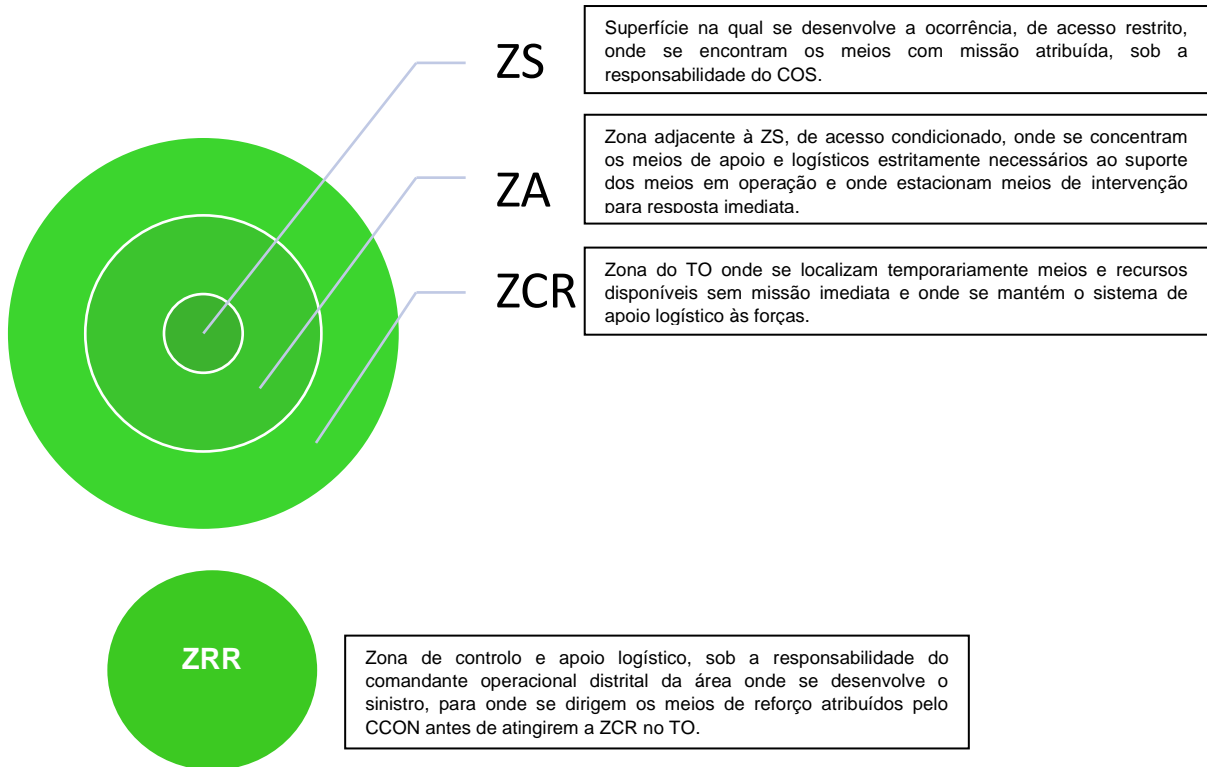 ZS
Superfície na qual se desenvolve a ocorrência, de acesso restrito,
onde se encontram os meios com missão atribuída, sob a
responsabilidade do COS.
ZA
Zona adjacente à ZS, de acesso condicionado, onde se concentram
os meios de apoio e logísticos estritamente necessários ao suporte
dos meios em operação e onde estacionam meios de intervenção
para resposta imediata.
ZCR
Zona do TO onde se localizam temporariamente meios e recursos
disponíveis sem missão imediata e onde se mantém o sistema de
apoio logístico às forças.
ZRR
Zona de controlo e apoio logístico, sob a responsabilidade do
comandante operacional distrital da área onde se desenvolve o
sinistro, para onde se dirigem os meios de reforço atribuídos pelo
CCON antes de atingirem a ZCR no TO.